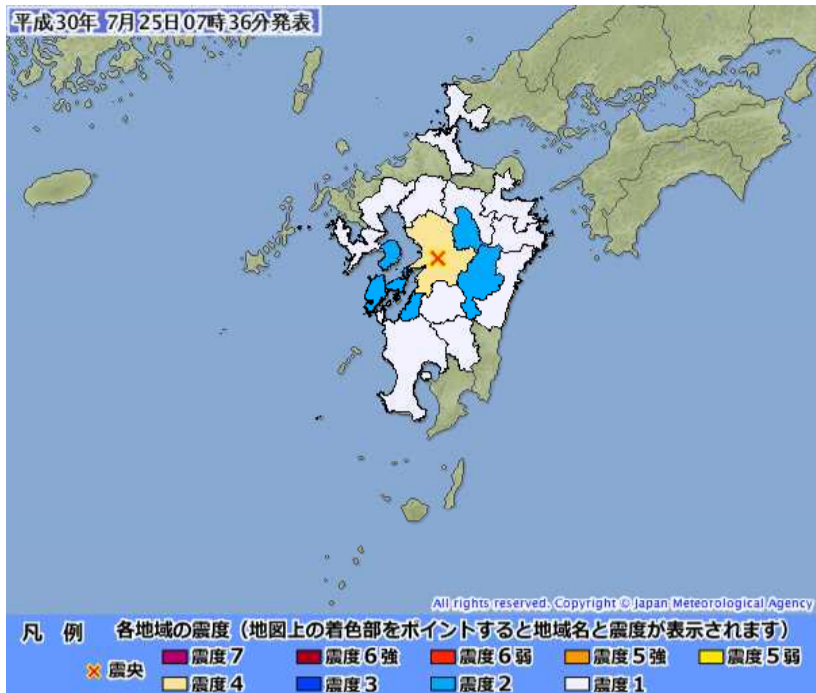 平成30年 7月25日07時36分発表
All rights reserved. Copyright © Japan Meteorological Agency
凡 例 各地域の震度（地図上の着色部をポイントすると地域名と震度が表示されます）
震央 震度7 震度6強 震度6弱 震度5強 震度5弱
震度4 震度3 震度2 震度1